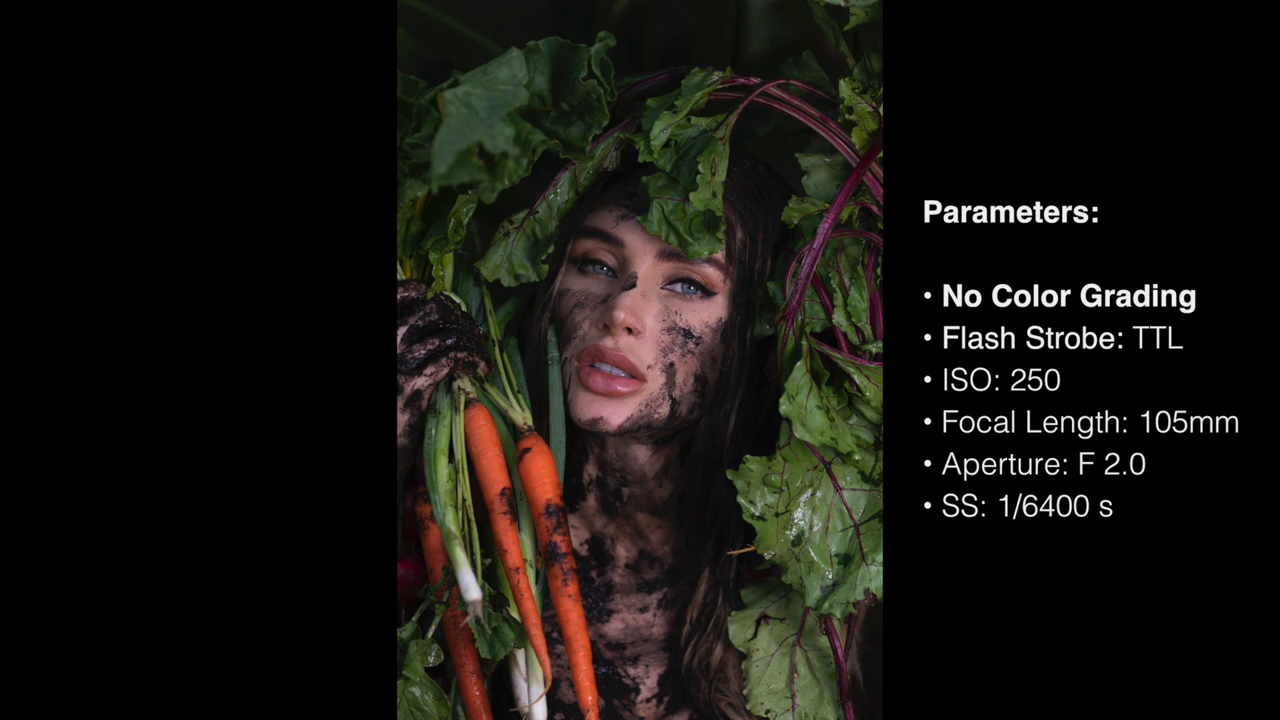 Parameters:
• No Color Grading
• Flash Strobe: TTL
• ISO: 250
• Focal Length: 105mm
• Aperture: F 2.0
• SS: 1/6400 s